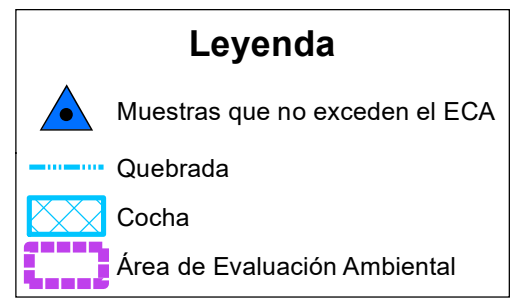 Leyenda
Muestras que no exceden el ECA
Quebrada
Cocha
Área de Evaluación Ambiental